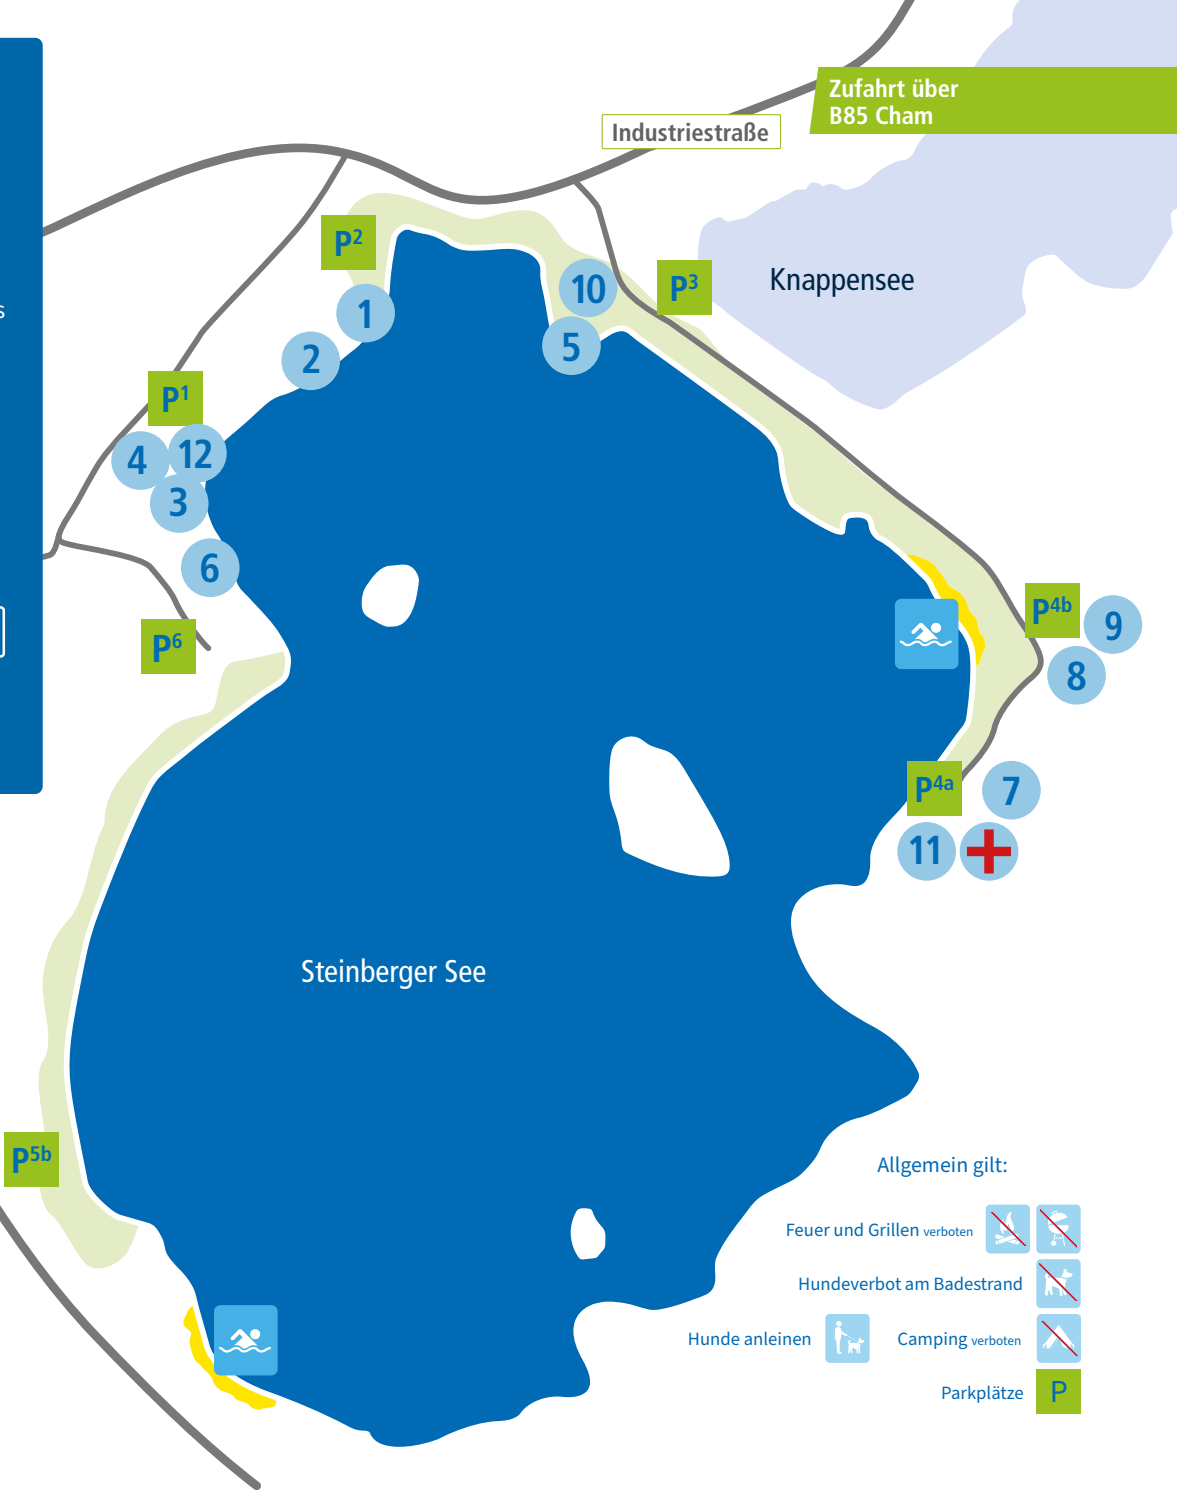 Zufahrt über
B85 Cham
Industriestraße
P2
P3
Knappensee
10
1
5
2
P1
4
12
3
6
P4b
9
P6
8
P4a
7
11
Steinberger See
P5b
Allgemein gilt:
Feuer und Grillen verboten
Hundeverbot am Badestrand
Hunde anleinen
Camping verboten
Parkplätze P
s